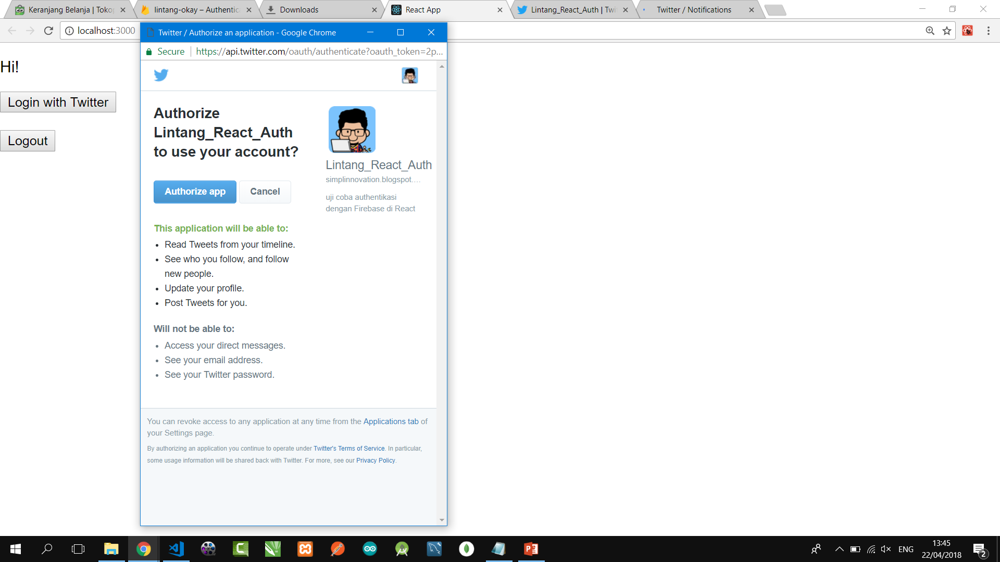 Keranjang Belanja | Tokop
lintang-okay – Authentic
Downloads
React App
Lintang_React_Auth | Twi
Twitter / Notifications
localhost:3000
Twitter / Authorize an application - Google Chrome
Secure
https://api.twitter.com/oauth/authenticate?oauth_token=2p...
Hi!
Login with Twitter
Logout
Authorize
Lintang_React_Auth
to use your account?
Authorize app
Cancel
Lintang_React_Auth
simplinnovation.blogspot....
uji coba authentikasi
dengan Firebase di React
This application will be able to:
• Read Tweets from your timeline.
• See who you follow, and follow
new people.
• Update your profile.
• Post Tweets for you.
Will not be able to:
• Access your direct messages.
• See your email address.
• See your Twitter password.
You can revoke access to any application at any time from the Applications tab of
your Settings page.
By authorizing an application you continue to operate under Twitter's Terms of Service. In particular,
some usage information will be shared back with Twitter. For more, see our Privacy Policy.
ENG
13:45
22/04/2018
2